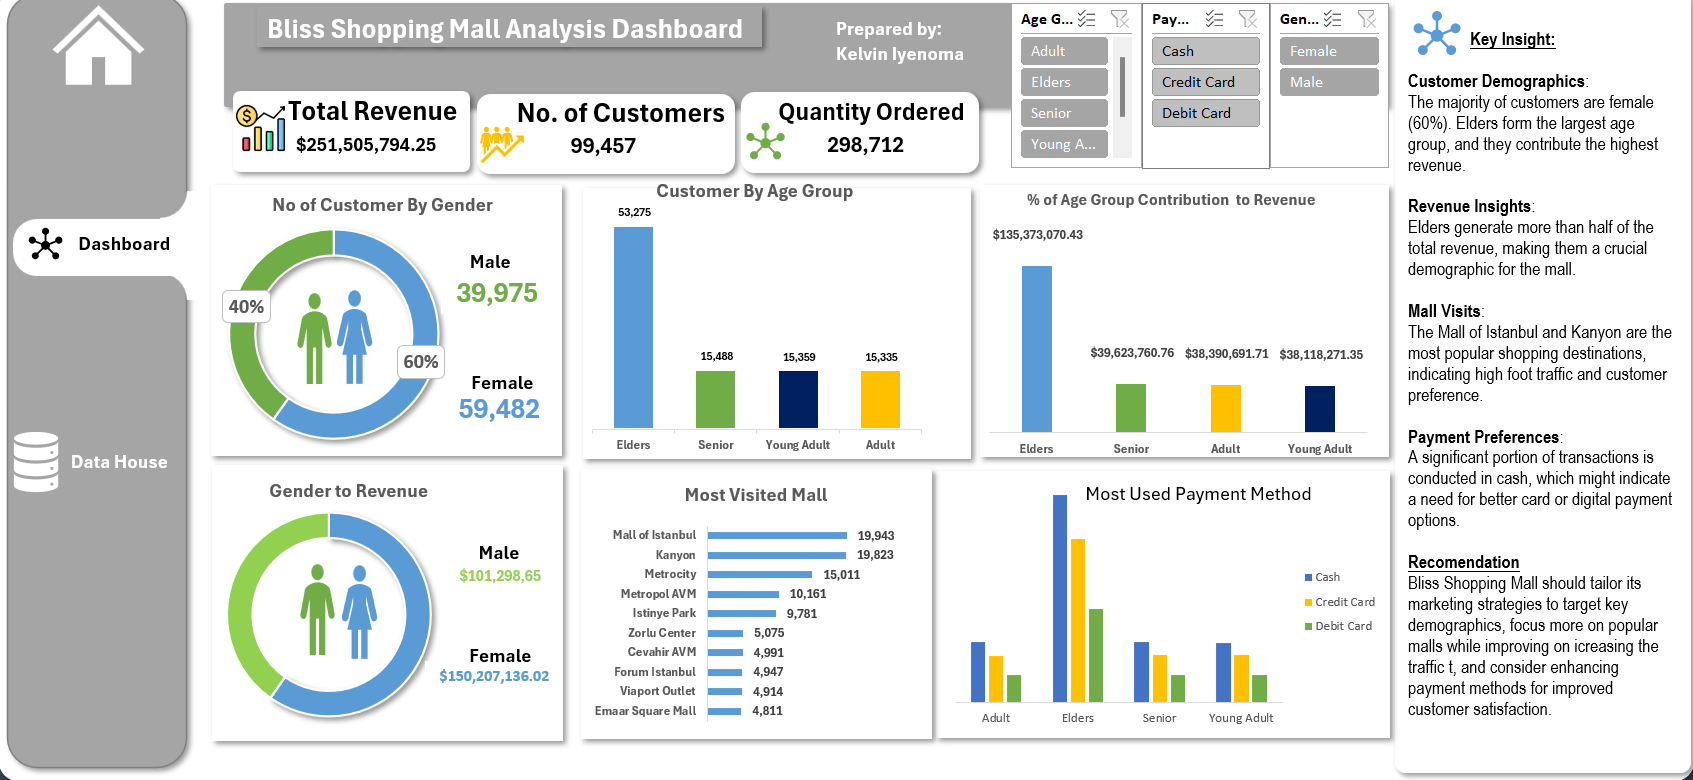 Bliss Shopping Mall Analysis Dashboard
Prepared by:
Kelvin Iyenoma
Age G...
Adult
Elders
Senior
Young A...
Pay...
Cash
Credit Card
Debit Card
Gen...
Female
Male
Total Revenue
$251,505,794.25
No. of Customers
99,457
Quantity Ordered
298,712
Dashboard
Data House
No of Customer By Gender
40%
60%
Male
39,975
Female
59,482
Customer By Age Group
53,275
15,488
15,359
15,335
Elders
Senior
Young Adult
Adult
% of Age Group Contribution to Revenue
$135,373,070.43
$39,623,760.76
$38,390,691.71
$38,118,271.35
Elders
Senior
Adult
Young Adult
Gender to Revenue
Male
$101,298,65
Female
$150,207,136.02
Most Visited Mall
Mall of Istanbul 19,943
Kanyon 19,823
Metrocity 15,011
Metropol AVM 10,161
Istinye Park 9,781
Zorlu Center 5,075
Cevahir AVM 4,991
Forum Istanbul 4,947
Viaport Outlet 4,914
Emaar Square Mall 4,811
Most Used Payment Method
Cash
Credit Card
Debit Card
Adult
Elders
Senior
Young Adult
Key Insight:
Customer Demographics:
The majority of customers are female
(60%). Elders form the largest age
group, and they contribute the highest
revenue.
Revenue Insights:
Elders generate more than half of the
total revenue, making them a crucial
demographic for the mall.
Mall Visits:
The Mall of Istanbul and Kanyon are the
most popular shopping destinations,
indicating high foot traffic and customer
preference.
Payment Preferences:
A significant portion of transactions is
conducted in cash, which might indicate
a need for better card or digital payment
options.
Recomendation
Bliss Shopping Mall should tailor its
marketing strategies to target key
demographics, focus more on popular
malls while improving on icreasing the
traffic t, and consider enhancing
payment methods for improved
customer satisfaction.